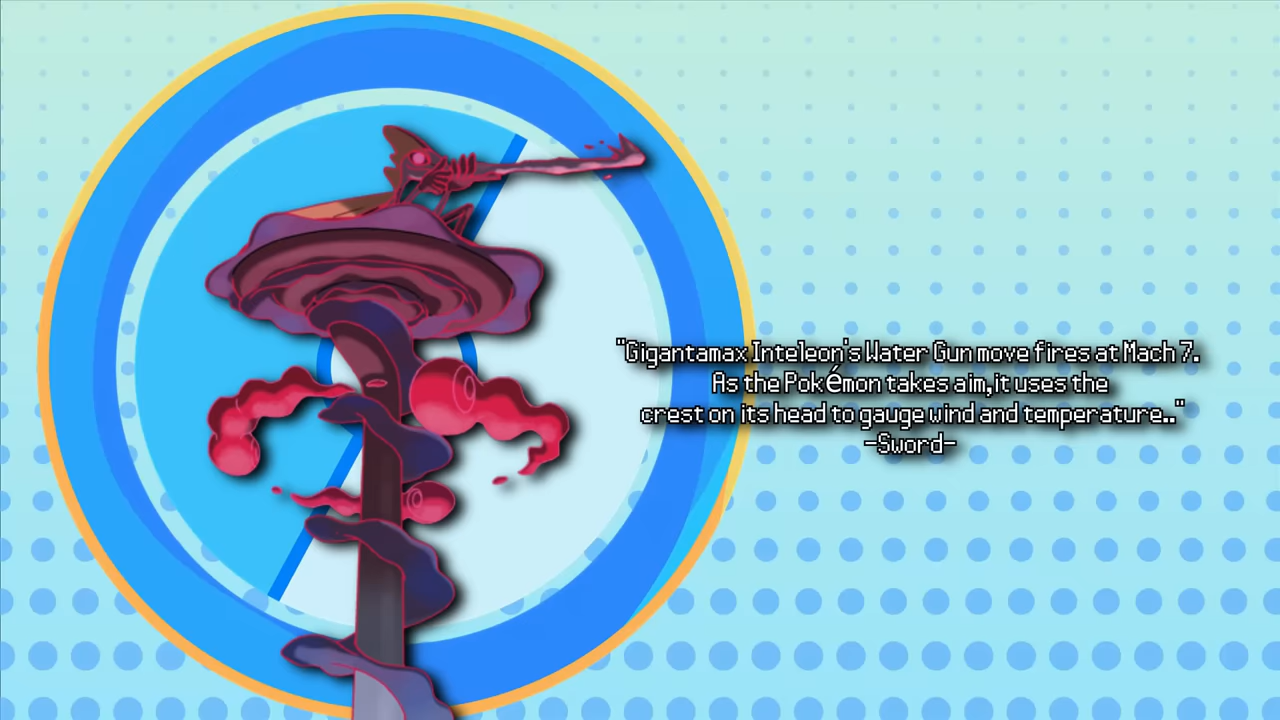 "Gigantamax Inteleon's Water Gun move fires at Mach 7.
As the Pokémon takes aim,it uses the
crest on its head to gauge wind and temperature.."
-Sword-